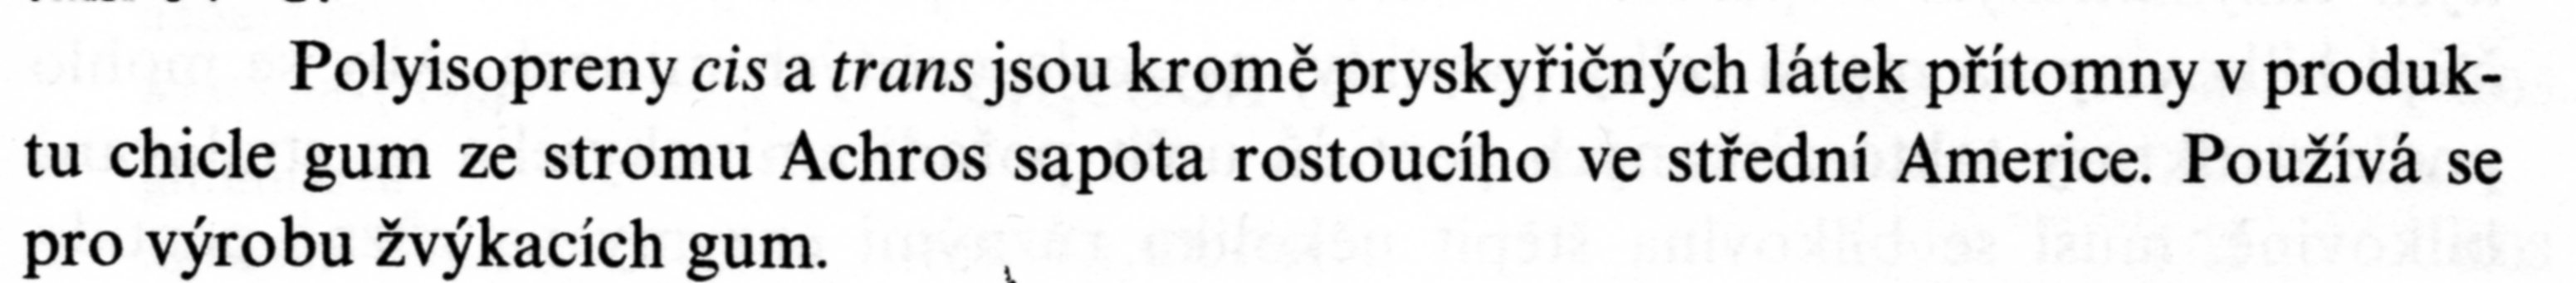 Polyisopreny cis a trans jsou kromě pryskyřičných látek přítomny v produk-
tu chicle gum ze stromu Achros sapota rostoucího ve střední Americe. Používá se
pro výrobu žvýkacích gum.